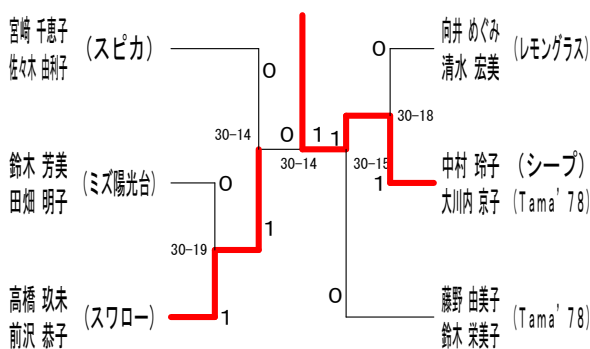 宮﨑 千恵子
佐々木 由利子
(スピカ)
0
30-14
鈴木 芳美
田畑 明子
(ミズ陽光台)
0
30-19
1
高橋 玖未
前沢 恭子
(スワロー)
1
0
1
30-14
1
向井 めぐみ
清水 宏美
(レモングラス)
0
30-18
30-15
中村 玲子
大川内 京子
(シープ)
(Tama'78)
1
0
藤野 由美子
鈴木 栄美子
(Tama'78)